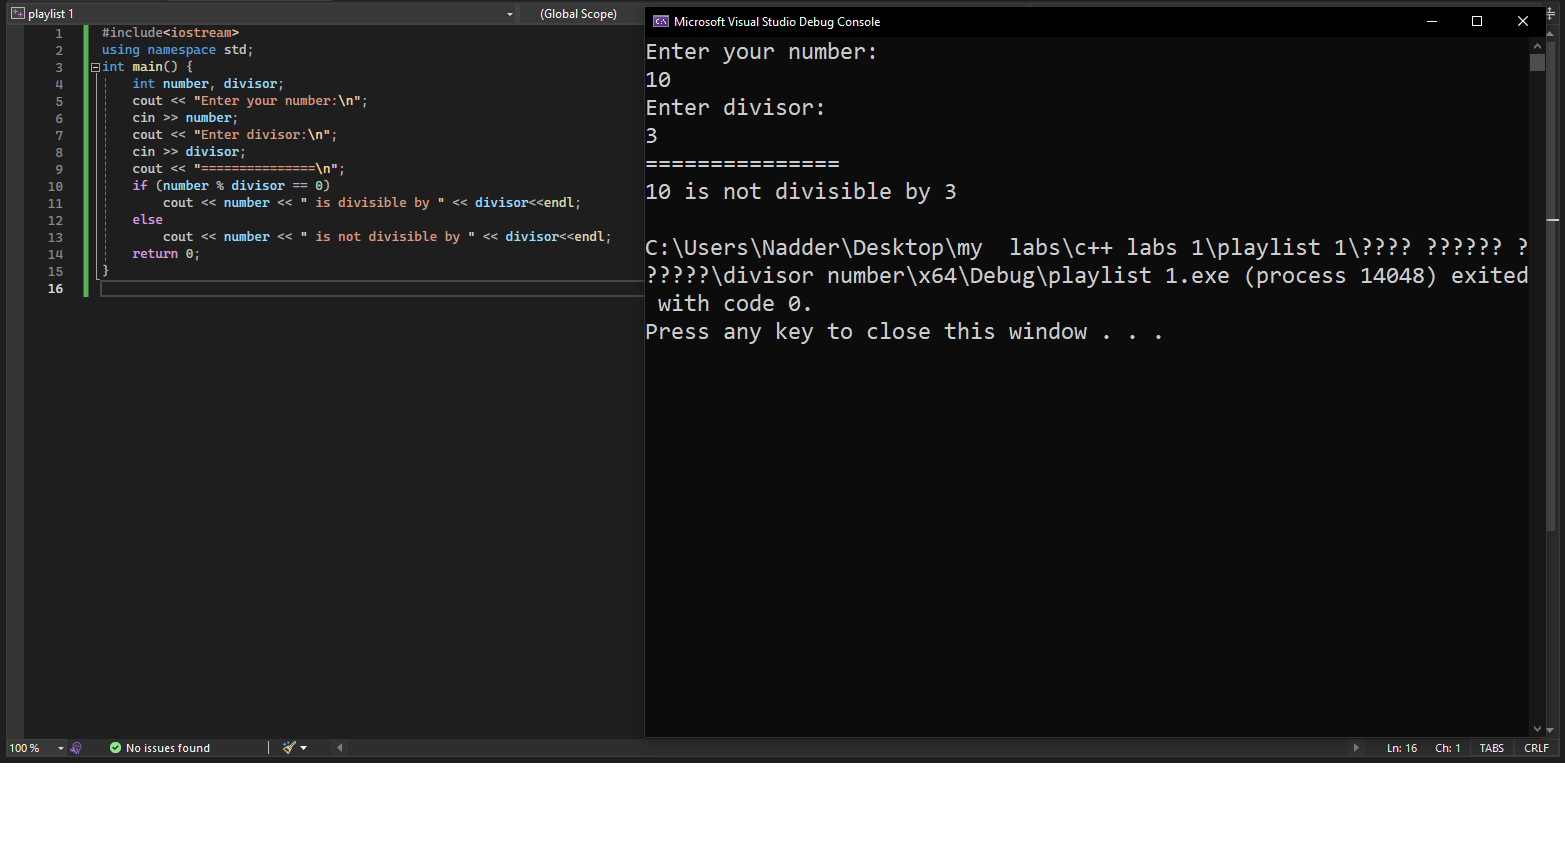 playlist 1
(Global Scope)
1 #include<iostream>
2 using namespace std;
3 int main() {
4 int number, divisor;
5 cout << "Enter your number:\n";
6 cin >> number;
7 cout << "Enter divisor:\n";
8 cin >> divisor;
9 cout << "===============\n";
10 if (number % divisor == 0)
11 cout << number << " is divisible by " << divisor<<endl;
12 else
13 cout << number << " is not divisible by " << divisor<<endl;
14 return 0;
15 }
16
Microsoft Visual Studio Debug Console
Enter your number:
10
Enter divisor:
3
===============
10 is not divisible by 3
C:\Users\Nadder\Desktop\my  labs\c++ labs 1\playlist 1\???? ?????? ?
?????\divisor number\x64\Debug\playlist 1.exe (process 14048) exited
with code 0.
Press any key to close this window . . .
100 %
No issues found
Ln: 16 Ch: 1 TABS CRLF